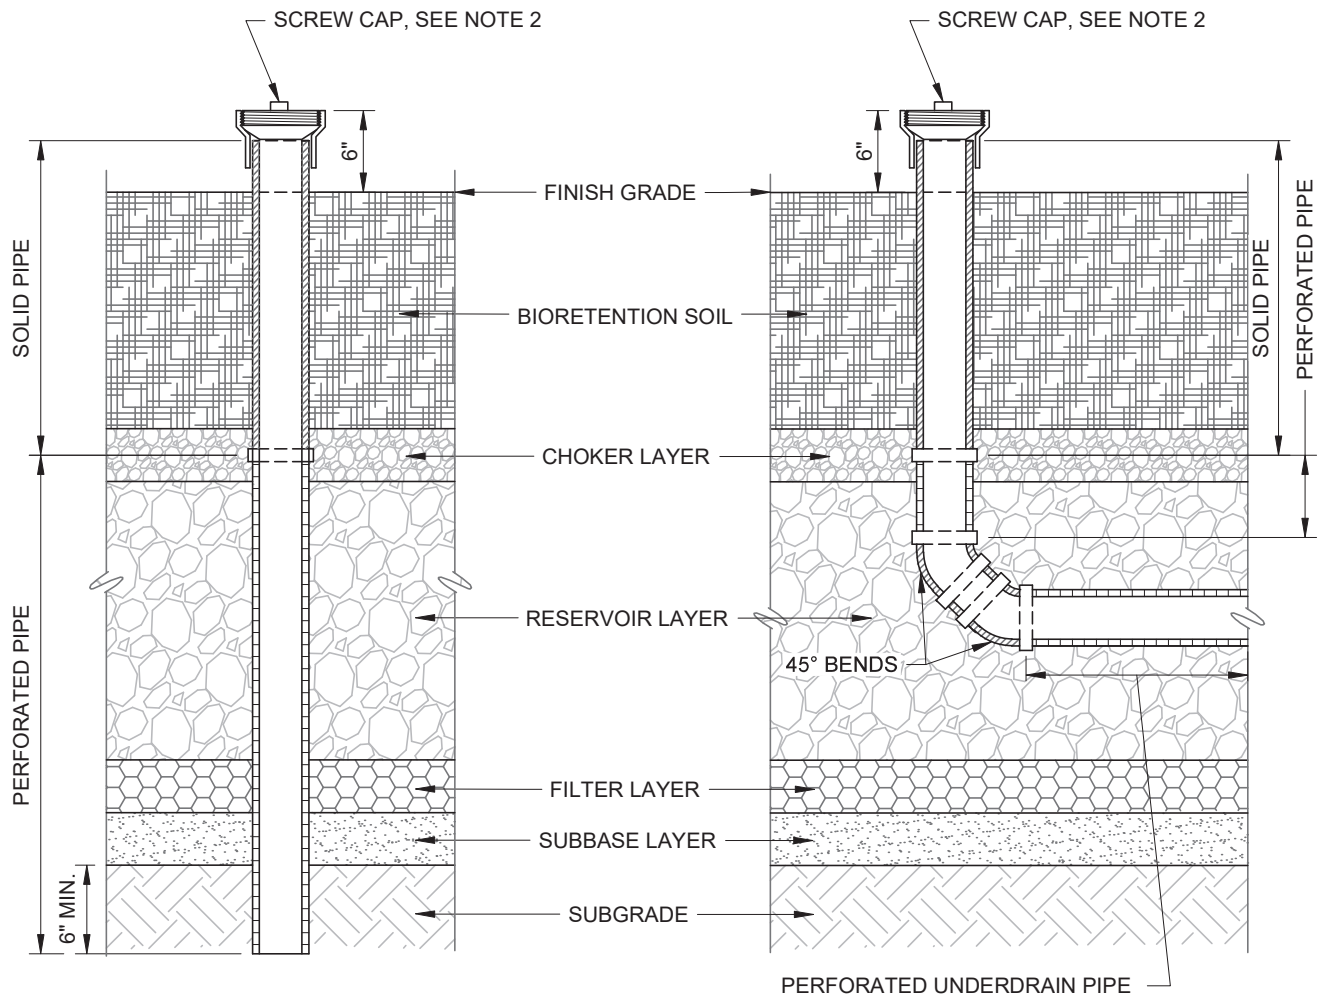 SCREW CAP, SEE NOTE 2
SCREW CAP, SEE NOTE 2
6"
6"
FINISH GRADE
SOLID PIPE
SOLID PIPE
PERFORATED PIPE
BIORETENTION SOIL
CHOKER LAYER
RESERVOIR LAYER
45° BENDS
PERFORATED PIPE
FILTER LAYER
SUBBASE LAYER
6" MIN.
SUBGRADE
PERFORATED UNDERDRAIN PIPE